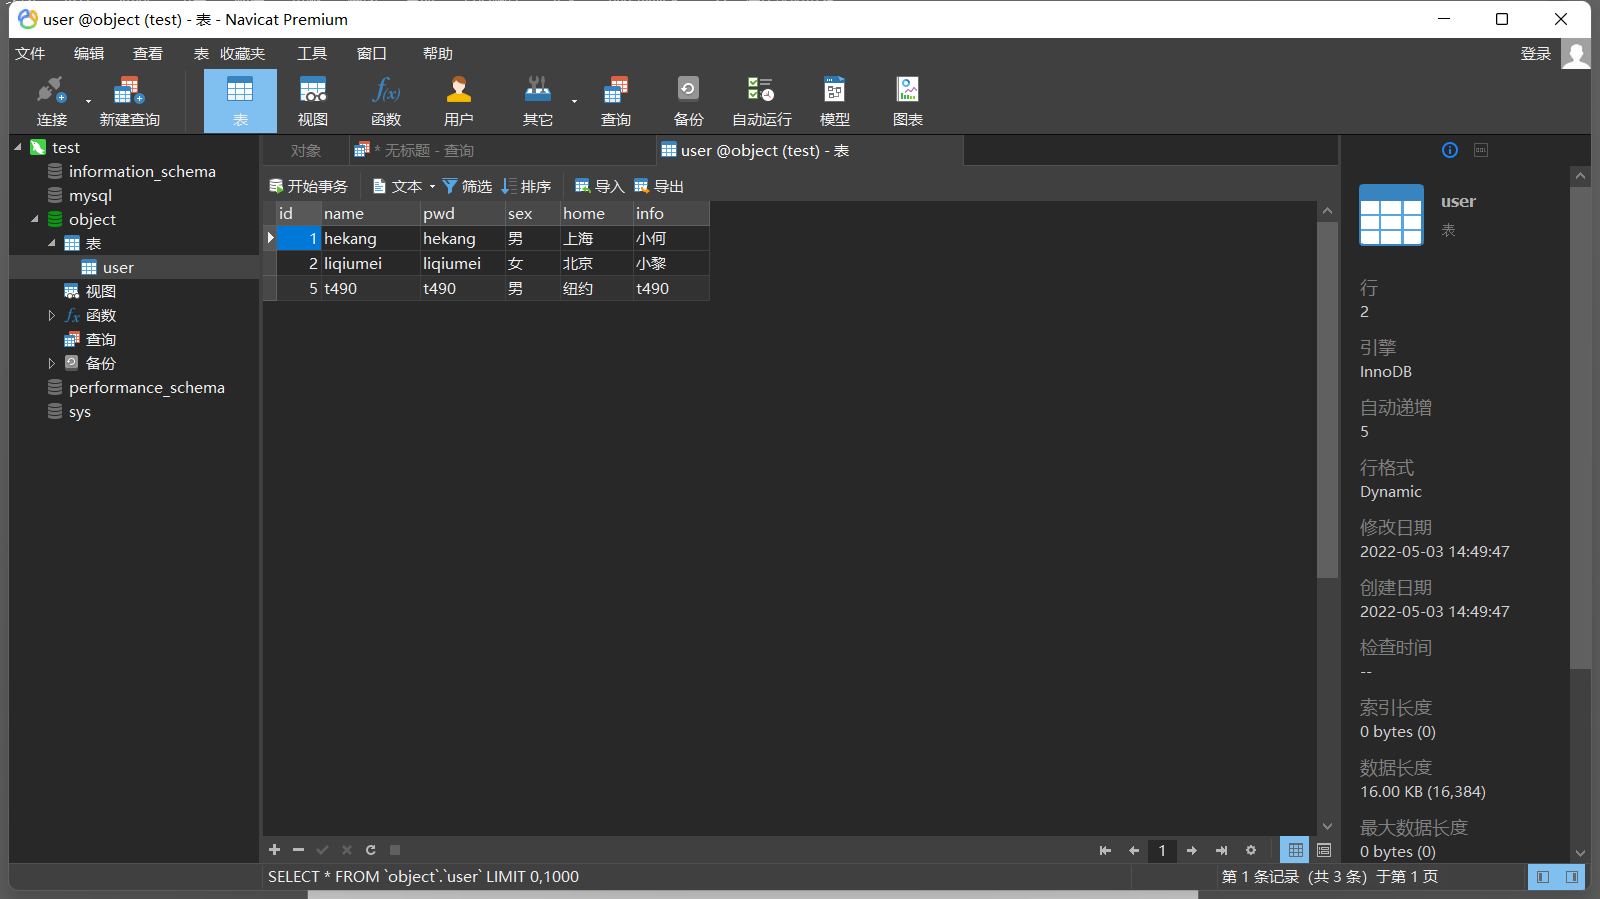 user @object (test) - 表 - Navicat Premium
文件 编辑 查看 表 收藏夹 工具 窗口 帮助 登录
连接 新建查询 表 视图 函数 用户 其它 查询 备份 自动运行 模型 图表
test
information_schema
mysql
object
表
user
视图
函数
查询
备份
performance_schema
sys
对象 * 无标题 - 查询 user @object (test) - 表
开始事务 文本 筛选 排序 导入 导出
id name pwd sex home info
1 hekang hekang 男 上海 小何
2 liqiumei liqiumei 女 北京 小黎
5 t490 t490 男 纽约 t490
1
SELECT * FROM `object`.`user` LIMIT 0,1000
第 1 条记录 (共 3 条) 于第 1 页
user
表
行
2
引擎
InnoDB
自动递增
5
行格式
Dynamic
修改日期
2022-05-03 14:49:47
创建日期
2022-05-03 14:49:47
检查时间
--
索引长度
0 bytes (0)
数据长度
16.00 KB (16,384)
最大数据长度
0 bytes (0)